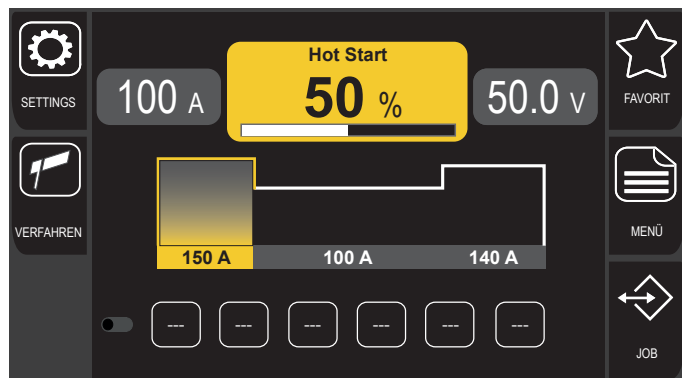 SETTINGS
Hot Start
100 A
50 %
50.0 V
FAVORIT
VERFAHREN
MENÜ
150 A
100 A
140 A
---
---
---
---
---
---
JOB